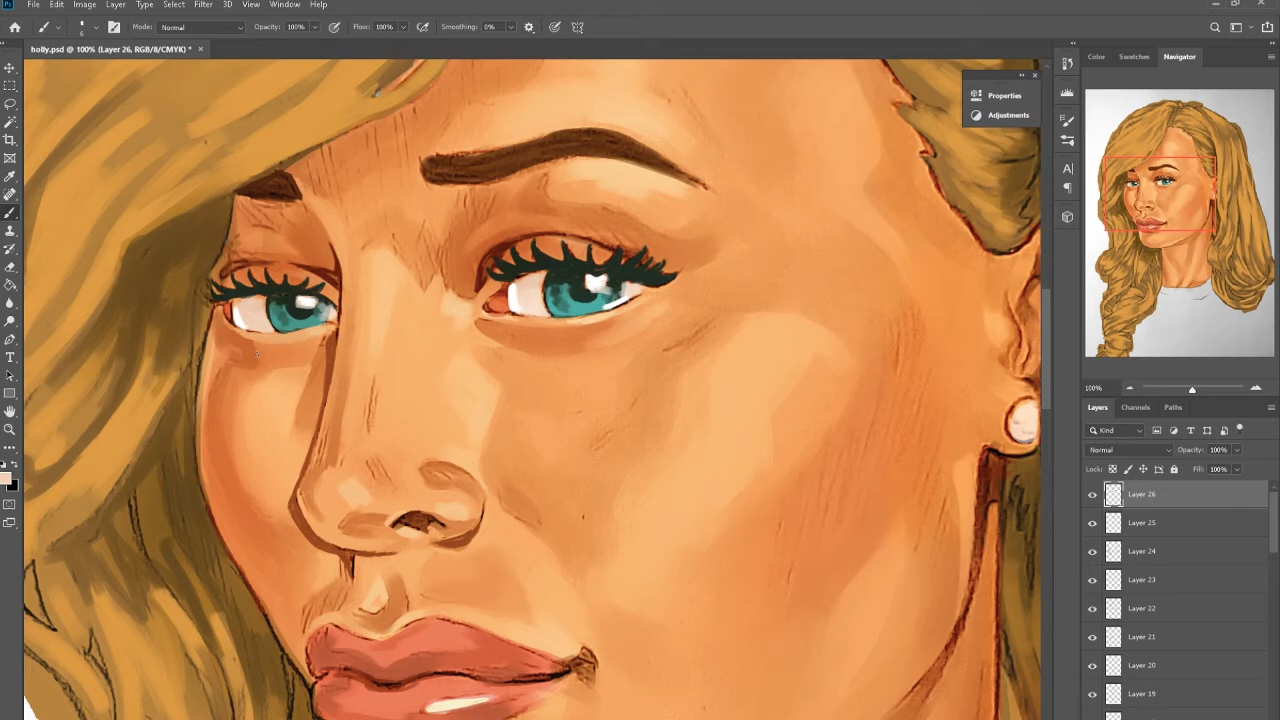 Ps File Edit Image Layer Type Select Filter 3D View Window Help
6 Mode: Normal Opacity: 100% Flow: 100% Smoothing: 0%
holly.psd @ 100% (Layer 26, RGB/8/CMYK) * ×
Color Swatches Navigator
Properties
Adjustments
100%
Layers Channels Paths
Kind
Normal Opacity: 100%
Lock: Fill: 100%
Layer 26
Layer 25
Layer 24
Layer 23
Layer 22
Layer 21
Layer 20
Layer 19